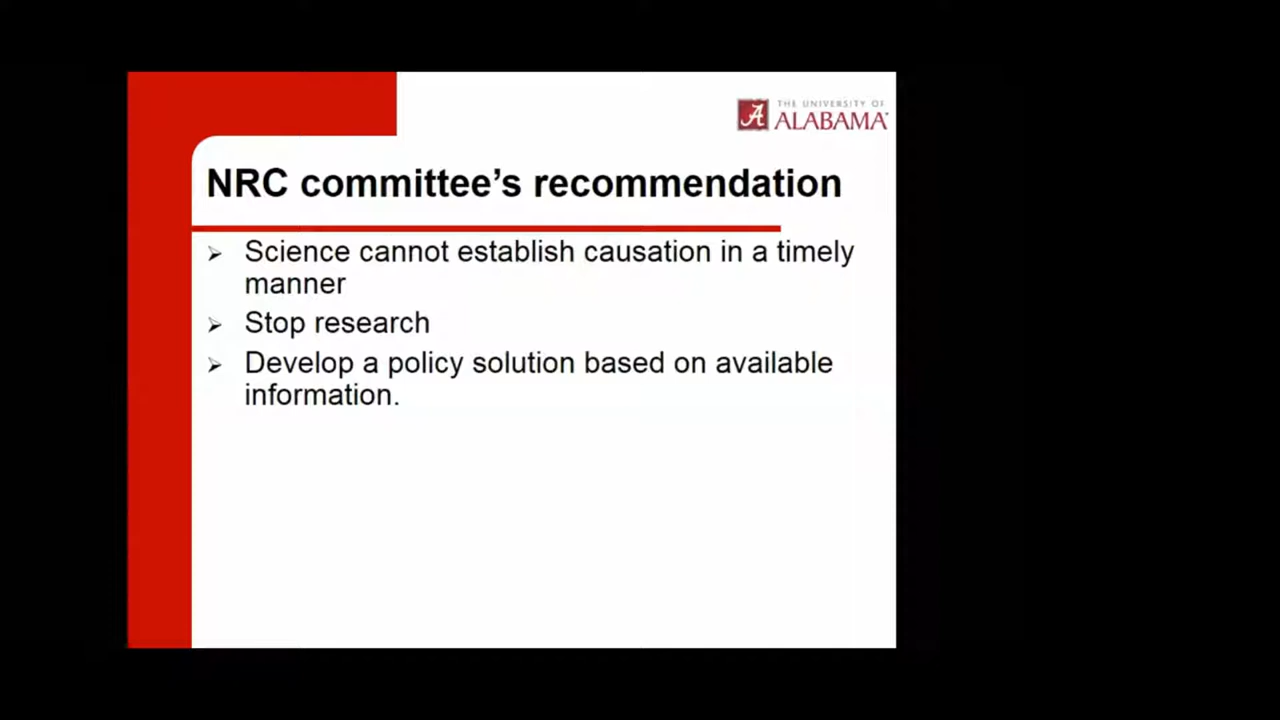 THE UNIVERSITY OF
ALABAMA
NRC committee’s recommendation
➢ Science cannot establish causation in a timely
manner
➢ Stop research
➢ Develop a policy solution based on available
information.